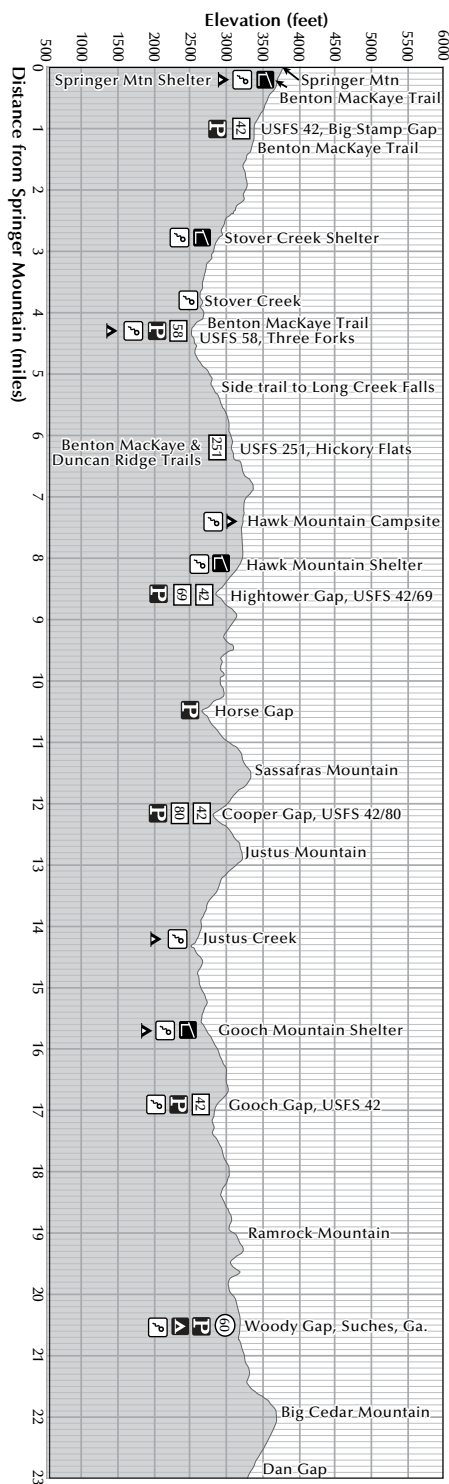 Elevation (feet)
500 1000 1500 2000 2500 3000 3500 4000 4500 5000 5500 6000
Distance from Springer Mountain (miles)
0
Springer Mtn Shelter
Springer Mtn
Benton MacKaye Trail
1
P 42 USFS 42, Big Stamp Gap
Benton MacKaye Trail
2
Stover Creek Shelter
3
4
Stover Creek
Benton MacKaye Trail
P 58 USFS 58, Three Forks
5
Side trail to Long Creek Falls
6
Benton MacKaye &
Duncan Ridge Trails
251 USFS 251, Hickory Flats
7
Hawk Mountain Campsite
8
Hawk Mountain Shelter
P 69 42 Hightower Gap, USFS 42/69
9
10
P Horse Gap
11
Sassafras Mountain
12
P 80 42 Cooper Gap, USFS 42/80
Justus Mountain
13
14
Justus Creek
15
Gooch Mountain Shelter
16
P 42 Gooch Gap, USFS 42
17
18
19
Ramrock Mountain
20
P 60 Woody Gap, Suches, Ga.
21
22
Big Cedar Mountain
23
Dan Gap